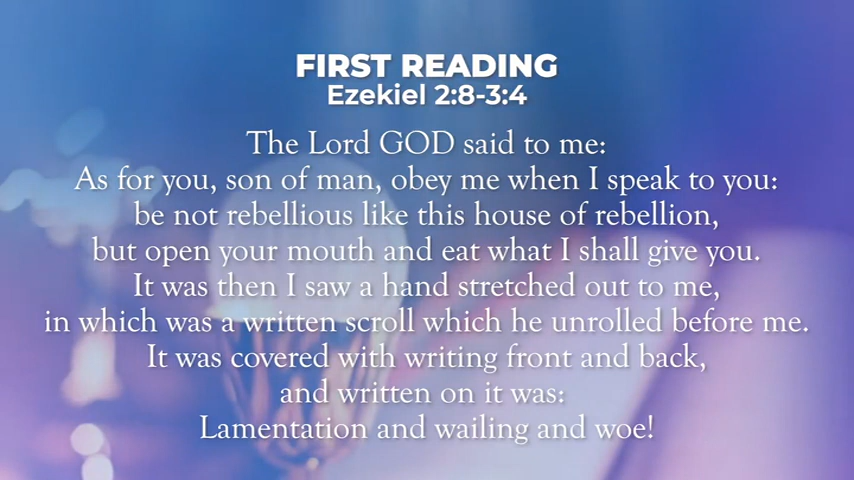 FIRST READING
Ezekiel 2:8-3:4
The Lord GOD said to me:
As for you, son of man, obey me when I speak to you:
be not rebellious like this house of rebellion,
but open your mouth and eat what I shall give you.
It was then I saw a hand stretched out to me,
in which was a written scroll which he unrolled before me.
It was covered with writing front and back,
and written on it was:
Lamentation and wailing and woe!